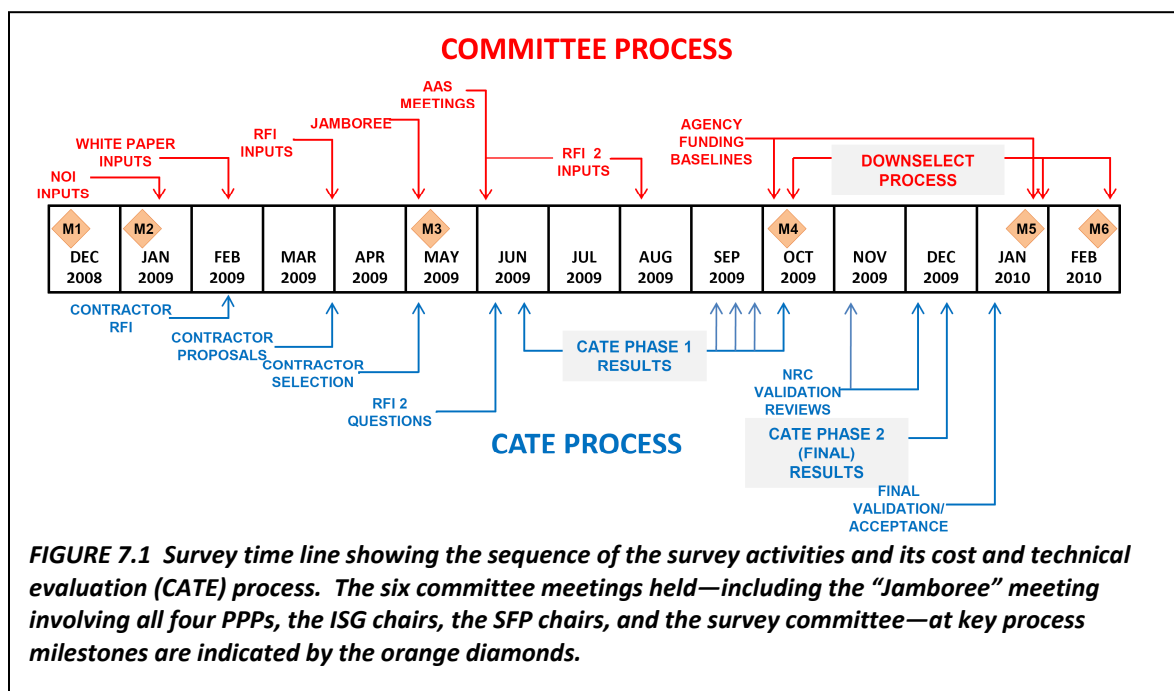 COMMITTEE PROCESS
AAS
MEETINGS
JAMBOREE
RFI
INPUTS
WHITE PAPER
INPUTS
NOI
INPUTS
RFI 2
INPUTS
AGENCY
FUNDING
BASELINES
DOWNSELECT
PROCESS
M1
DEC
2008
M2
JAN
2009
FEB
2009
MAR
2009
APR
2009
M3
MAY
2009
JUN
2009
JUL
2009
AUG
2009
SEP
2009
M4
OCT
2009
NOV
2009
DEC
2009
M5
JAN
2010
M6
FEB
2010
CONTRACTOR
RFI
CONTRACTOR
PROPOSALS
CONTRACTOR
SELECTION
RFI 2
QUESTIONS
CATE PHASE 1
RESULTS
NRC
VALIDATION
REVIEWS
CATE PROCESS
CATE PHASE 2
(FINAL)
RESULTS
FINAL
VALIDATION/
ACCEPTANCE
FIGURE 7.1 Survey time line showing the sequence of the survey activities and its cost and technical
evaluation (CATE) process. The six committee meetings held—including the “Jamboree” meeting
involving all four PPPs, the ISG chairs, the SFP chairs, and the survey committee—at key process
milestones are indicated by the orange diamonds.